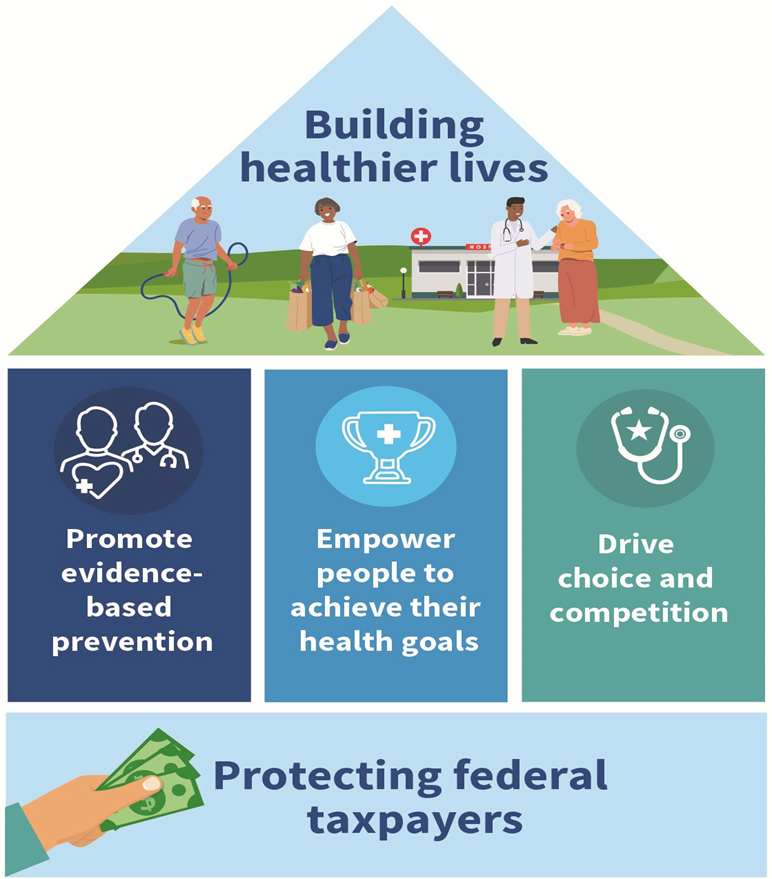 Building
healthier lives
HOS
Promote
evidence-
based
prevention
Empower
people to
achieve their
health goals
Drive
choice and
competition
Protecting federal
taxpayers